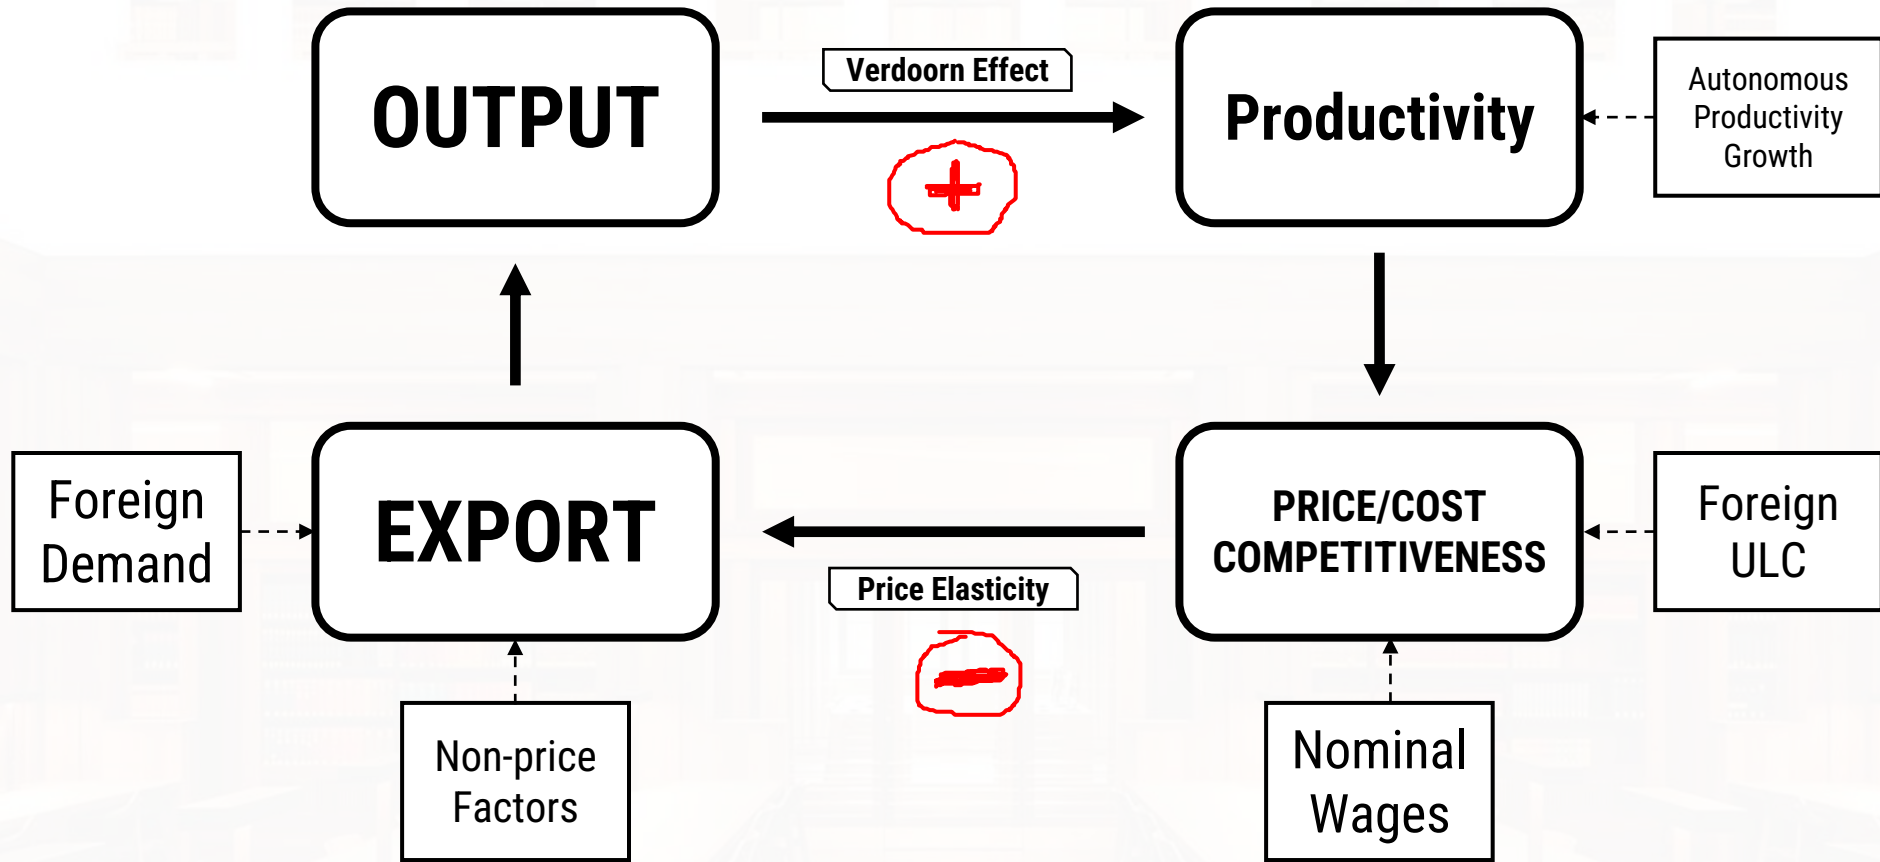 OUTPUT
Verdoorn Effect
Productivity
Autonomous
Productivity
Growth
+
Foreign
Demand
EXPORT
Price Elasticity
PRICE/COST
COMPETITIVENESS
Foreign
ULC
−
Non-price
Factors
Nominal
Wages